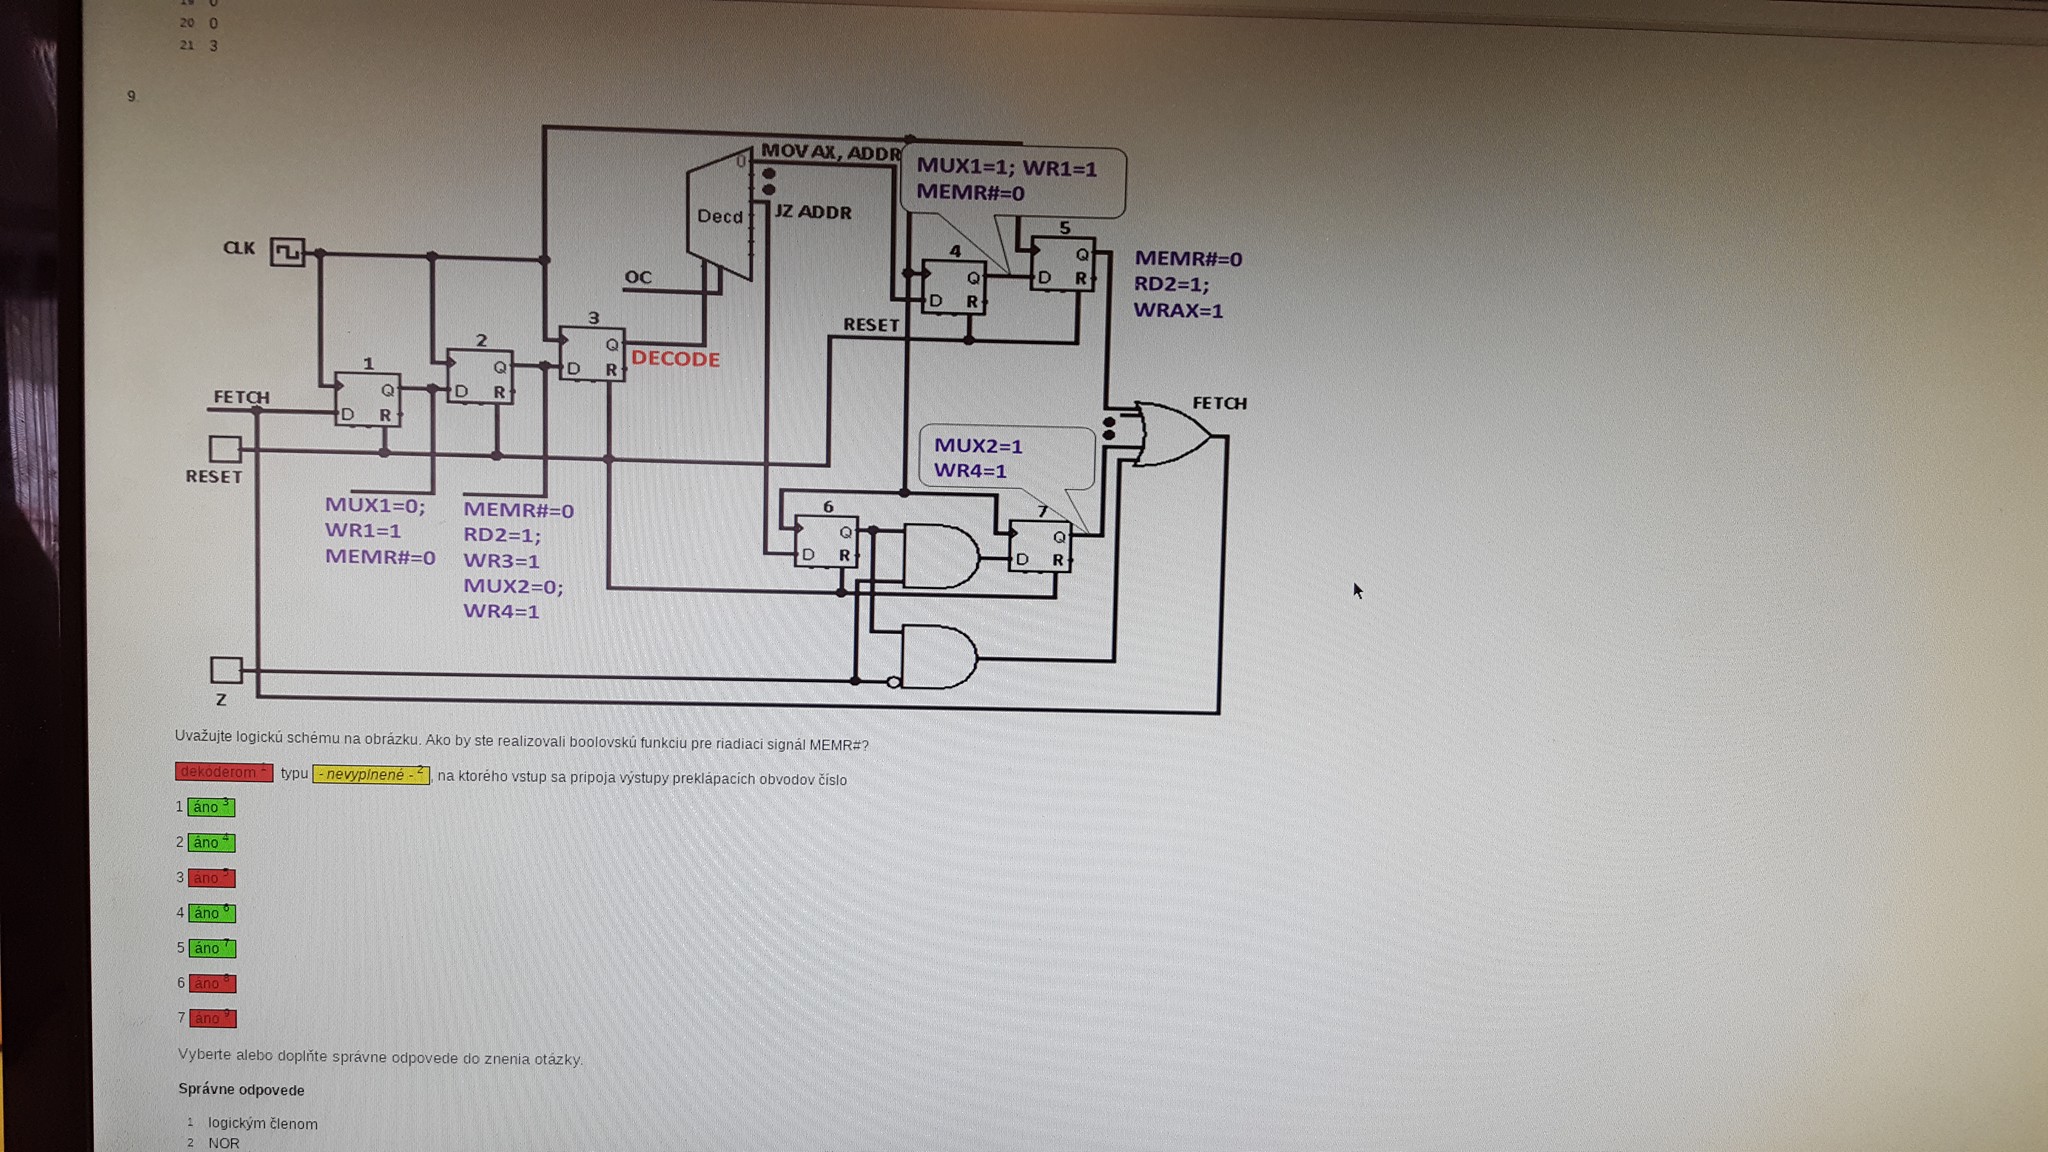 19 0
20 0
21 3
9.
MOV AX, ADDR
0
MUX1=1; WR1=1
MEMR#=0
Decd
JZ ADDR
CLK
OC
5
Q
D R
4
Q
D R
MEMR#=0
RD2=1;
WRAX=1
RESET
3
Q
D R
DECODE
2
Q
D R
1
Q
D R
FETCH
FETCH
RESET
MUX2=1
WR4=1
MUX1=0;
WR1=1
MEMR#=0
MEMR#=0
RD2=1;
WR3=1
MUX2=0;
WR4=1
6
Q
D R
7
Q
D R
Z
Uvažujte logickú schému na obrázku. Ako by ste realizovali boolovskú funkciu pre riadiaci signál MEMR#?
dekóderom 1 typu - nevyplnené - 2, na ktorého vstup sa pripoja výstupy preklápacích obvodov číslo
1 áno 3
2 áno 4
3 áno 5
4 áno 6
5 áno 7
6 áno 8
7 áno 9
Vyberte alebo doplňte správne odpovede do znenia otázky.
Správne odpovede
1 logickým členom
2 NOR